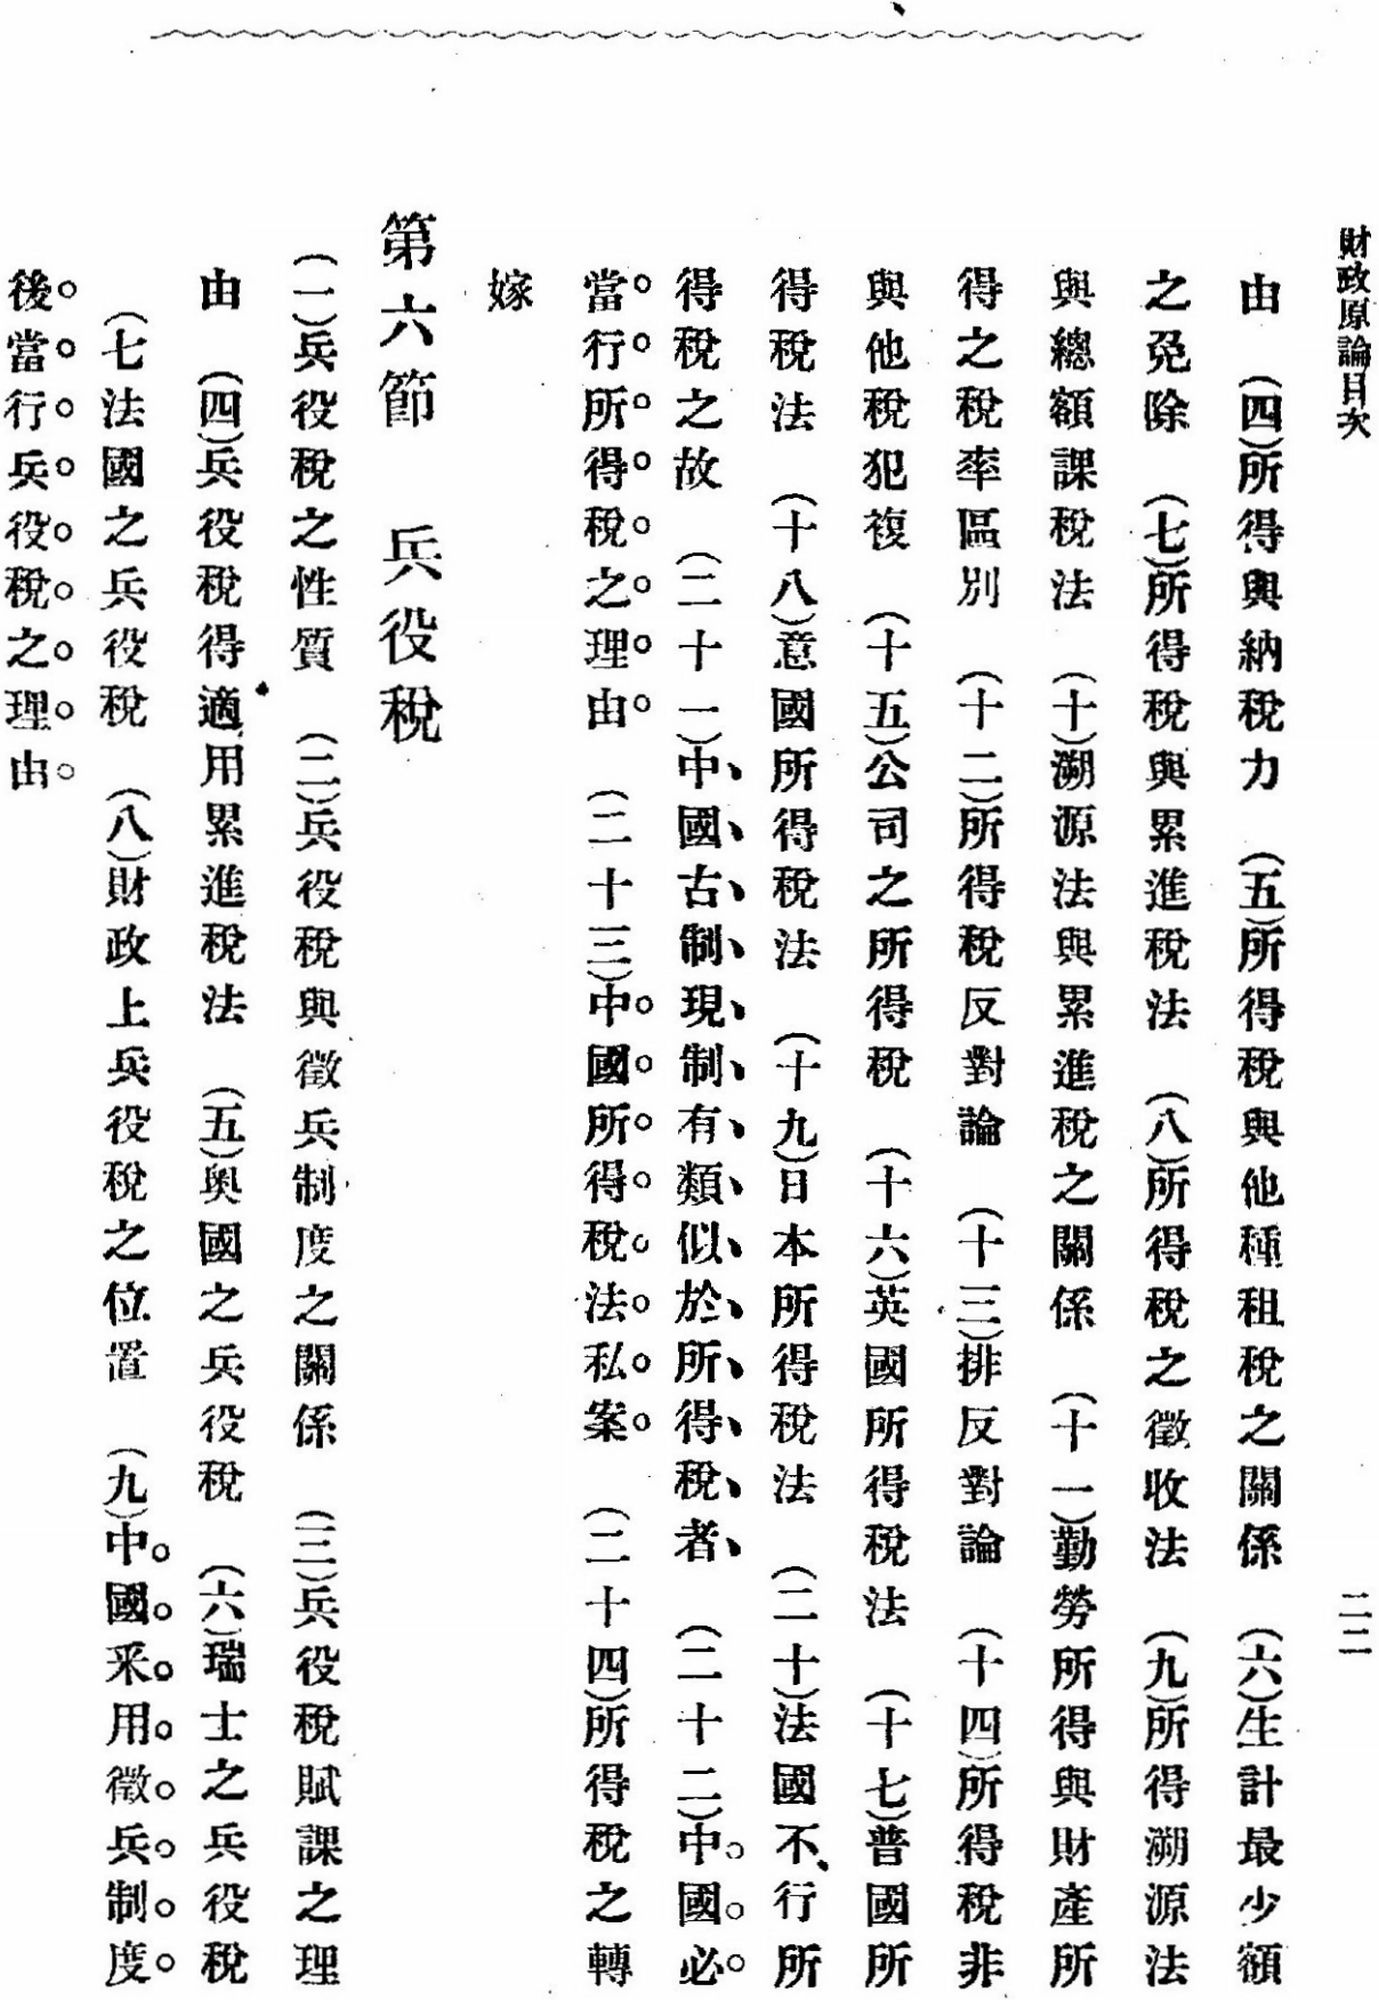 財政原論目次
二二
由　(四)所得與納稅力　(五)所得稅與他種租稅之關係　(六)生計最少額
之免除　(七)所得稅與累進稅法　(八)所得稅之徵收法　(九)所得溯源法
與總額課稅法　(十)溯源法與累進稅之關係　(十一)勤勞所得與財產所
得之稅率區別　(十二)所得稅反對論　(十三)排反對論　(十四)所得稅非
與他稅犯複　(十五)公司之所得稅　(十六)英國所得稅法　(十七)普國所
得稅法　(十八)意國所得稅法　(十九)日本所得稅法　(二十)法國不行所
得稅之故　(二十一)中國古制現制有類似於所得稅者　(二十二)中國必
當行所得稅之理由　(二十三)中國所得稅法私案　(二十四)所得稅之轉
嫁
第六節　兵役稅
(一)兵役稅之性質　(二)兵役稅與徵兵制度之關係　(三)兵役稅賦課之理
由　(四)兵役稅得適用累進稅法　(五)奧國之兵役稅　(六)瑞士之兵役稅
(七法國之兵役稅　(八)財政上兵役稅之位置　(九)中國釆用徵兵制度
後當行兵役稅之理由